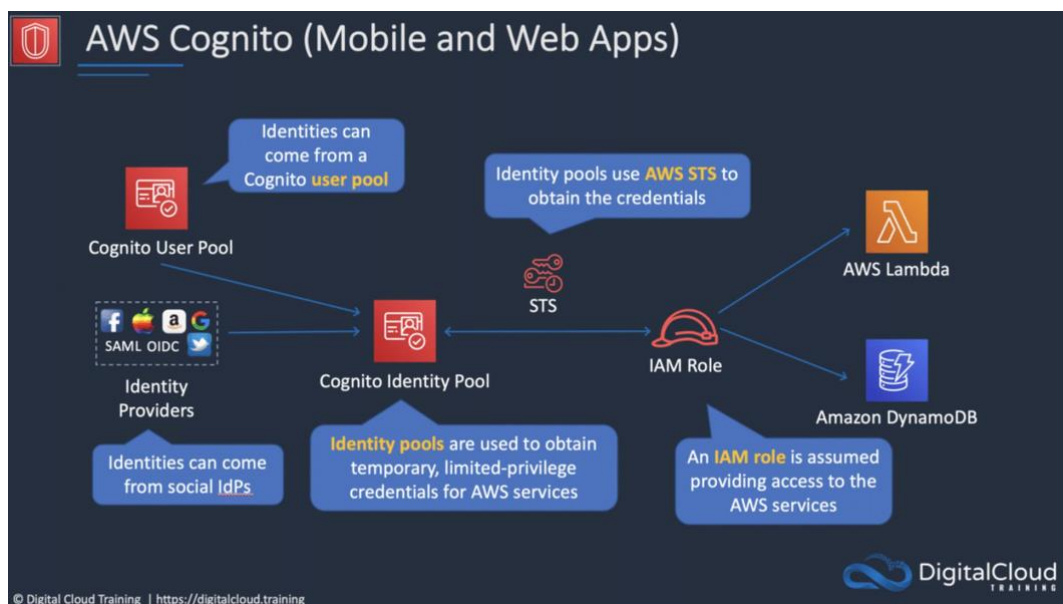 AWS Cognito (Mobile and Web Apps)
Identities can
come from a
Cognito user pool
Identity pools use AWS STS to
obtain the credentials
Cognito User Pool
AWS Lambda
STS
f a G
SAML OIDC
Cognito Identity Pool
IAM Role
Identity
Providers
Amazon DynamoDB
Identities can come
from social IdPs
Identity pools are used to obtain
temporary, limited-privilege
credentials for AWS services
An IAM role is assumed
providing access to the
AWS services
DigitalCloud
TRAINING
© Digital Cloud Training | https://digitalcloud.training